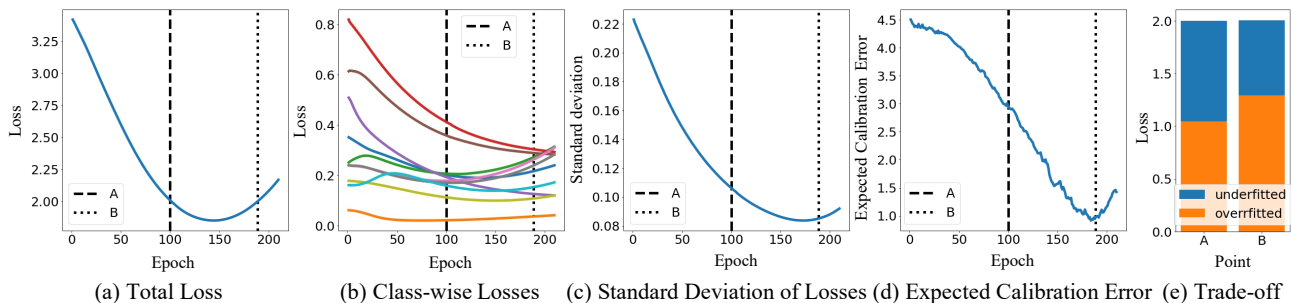 3.50
3.25
3.00
2.75
2.50
2.25
2.00
Loss
A
B
0
50
100
150
200
Epoch
(a) Total Loss
0.8
0.6
0.4
0.2
0.0
Loss
A
B
0
50
100
150
200
Epoch
(b) Class-wise Losses
0.22
0.20
0.18
0.16
0.14
0.12
0.10
0.08
Standard deviation
A
B
0
50
100
150
200
Epoch
(c) Standard Deviation of Losses
4.5
4.0
3.5
3.0
2.5
2.0
1.5
1.0
Expected Calibration Error
A
B
0
50
100
150
200
Epoch
(d) Expected Calibration Error
2.0
1.5
1.0
0.5
0.0
Loss
underfitted
overrfitted
A
B
Point
(e) Trade-off